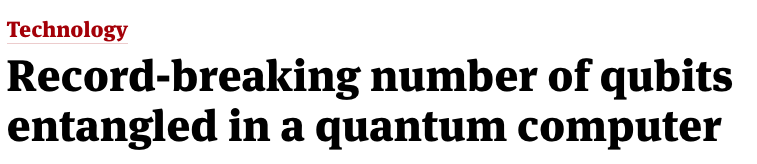 Technology
Record-breaking number of qubits
entangled in a quantum computer